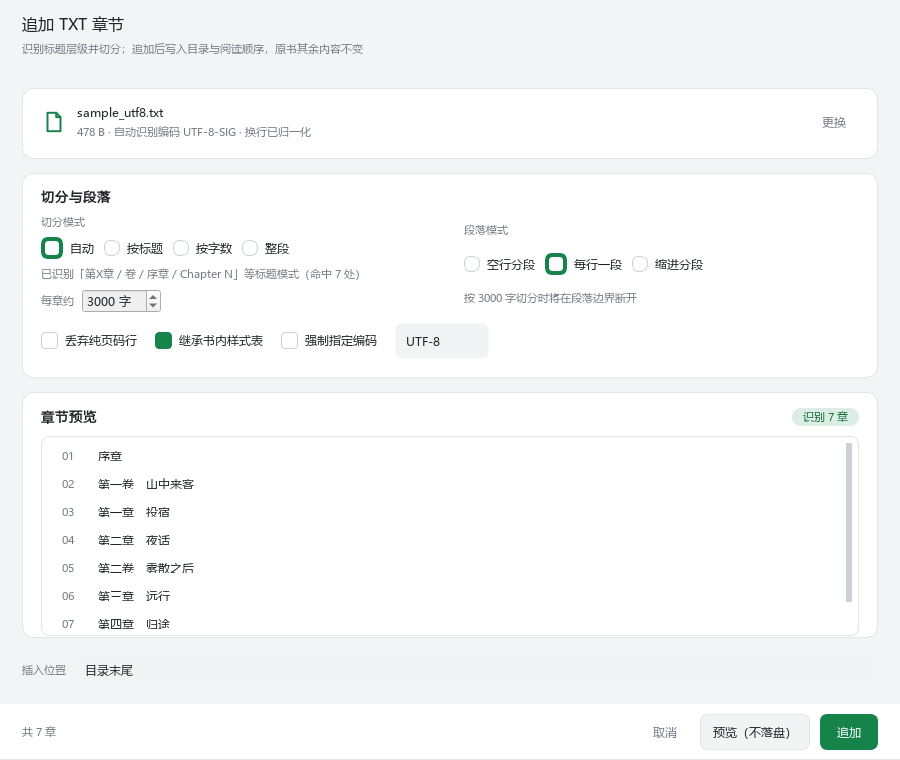 追加 TXT 章节
识别标题层级并切分；追加后写入目录与阅读顺序，原书其余内容不变
sample_utf8.txt
478 B · 自动识别编码 UTF-8-SIG · 换行已归一化
更换
切分与段落
切分模式
自动 按标题 按字数 整段
已识别「第X章 / 卷 / 序章 / Chapter N」等标题模式（命中 7 处）
每章约 3000 字
段落模式
空行分段 每行一段 缩进分段
按 3000 字切分时将在段落边界断开
丢弃纯页码行 继承书内样式表 强制指定编码 UTF-8
章节预览
识别 7 章
01 序章
02 第一卷 山中来客
03 第一章 投宿
04 第二章 夜话
05 第二卷 雾散之后
06 第三章 远行
07 第四章 归途
插入位置 目录末尾
共 7 章
取消 预览（不落盘） 追加